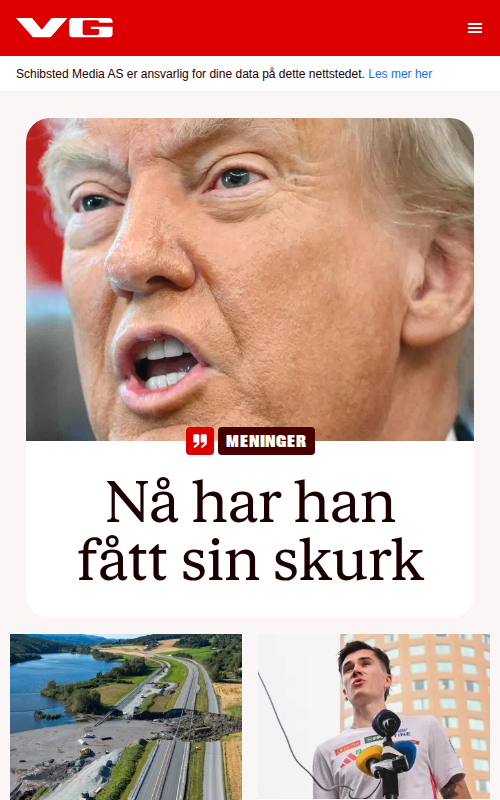 VG
Schibsted Media AS er ansvarlig for dine data på dette nettstedet. Les mer her
MENINGER
Nå har han
fått sin skurk